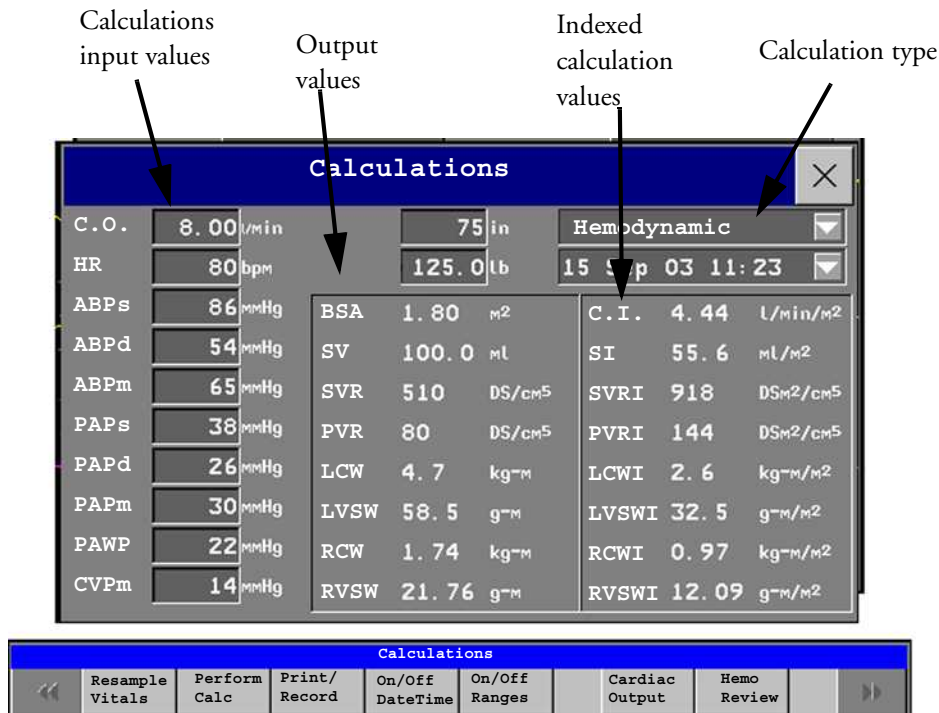 Calculations
input values
Output
values
Indexed
calculation
values
Calculation type
Calculations
C.O. 8.00 l/min 75 in Hemodynamic
HR 80 bpm 125.0 lb 15 Sep 03 11:23
ABPs 86 mmHg BSA 1.80 m2 C.I. 4.44 l/min/m2
ABPd 54 mmHg SV 100.0 ml SI 55.6 ml/m2
ABPm 65 mmHg SVR 510 DS/cm5 SVRI 918 DSm2/cm5
PAPs 38 mmHg PVR 80 DS/cm5 PVRI 144 DSm2/cm5
PAPd 26 mmHg LCW 4.7 kg-m LCWI 2.6 kg-m/m2
PAPm 30 mmHg LVSW 58.5 g-m LVSWI 32.5 g-m/m2
PAWP 22 mmHg RCW 1.74 kg-m RCWI 0.97 kg-m/m2
CVPm 14 mmHg RVSW 21.76 g-m RVSWI 12.09 g-m/m2
Calculations
Resample Perform Print/ On/Off On/Off Cardiac Hemo
Vitals Calc Record DateTime Ranges Output Review